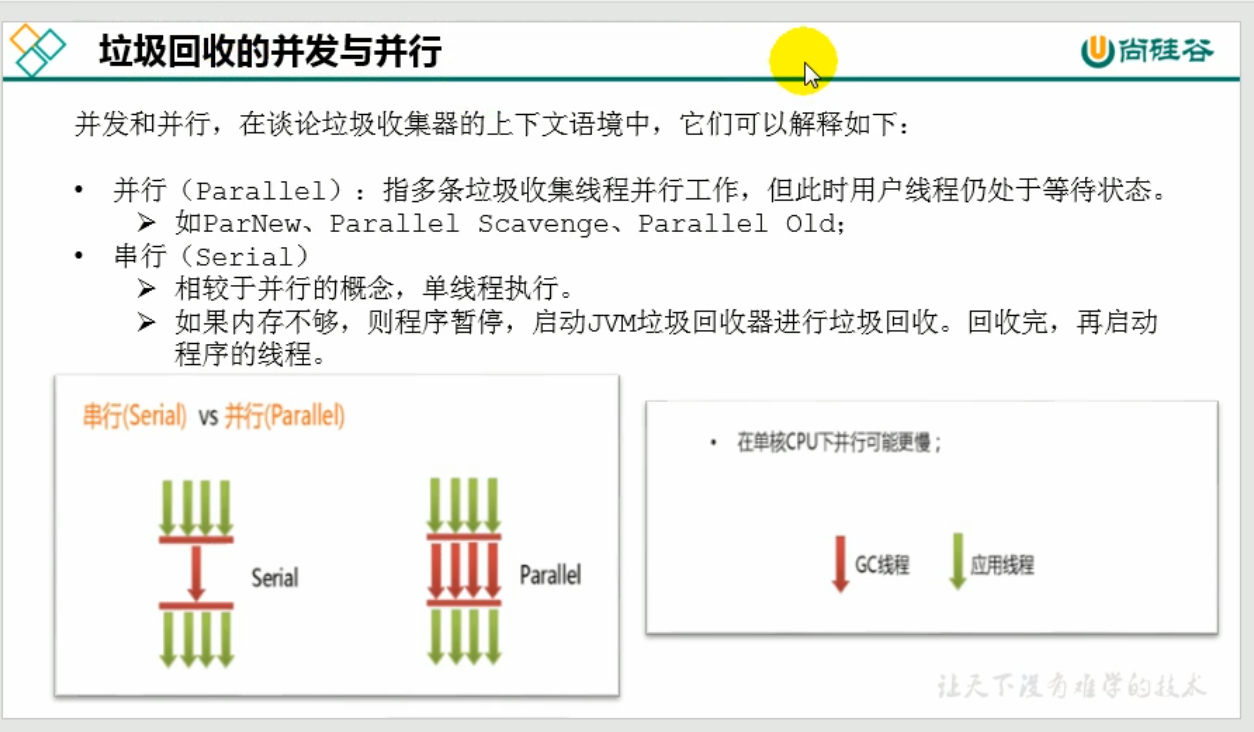 垃圾回收的并发与并行
尚硅谷
并发和并行，在谈论垃圾收集器的上下文语境中，它们可以解释如下：
• 并行（Parallel）：指多条垃圾收集线程并行工作，但此时用户线程仍处于等待状态。
➢ 如ParNew、Parallel Scavenge、Parallel Old；
• 串行（Serial）
➢ 相较于并行的概念，单线程执行。
➢ 如果内存不够，则程序暂停，启动JVM垃圾回收器进行垃圾回收。回收完，再启动
程序的线程。
串行(Serial) vs 并行(Parallel)
Serial
Parallel
• 在单核CPU下并行可能更慢；
GC线程
应用线程
让天下没有难学的技术